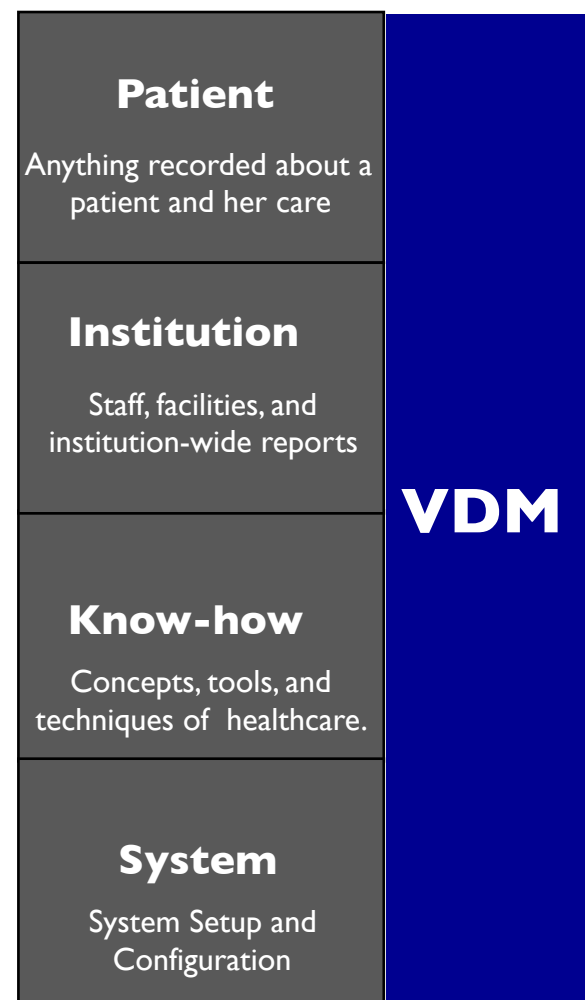 Patient
Anything recorded about a
patient and her care
Institution
Staff, facilities, and
institution-wide reports
VDM
Know-how
Concepts, tools, and
techniques of healthcare.
System
System Setup and
Configuration